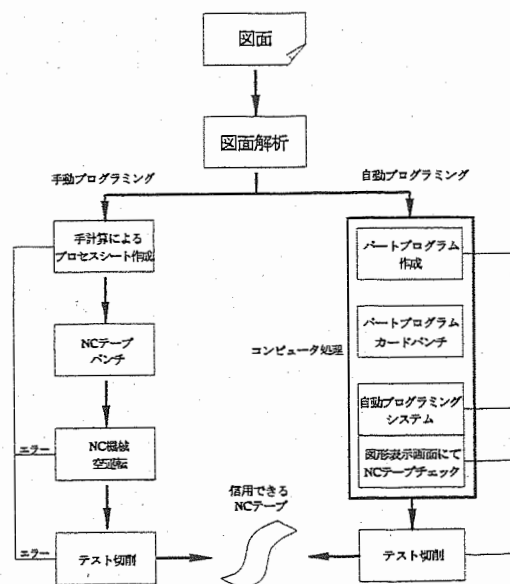 図面
図面解析
手動プログラミング
自動プログラミング
手計算による
プロセスシート作成
パートプログラム
作成
NCテープ
パンチ
パートプログラム
カードパンチ
コンピュータ処理
自動プログラミング
システム
エラー
NC機械
空運転
図形表示画面にて
NCテープチェック
信用できる
NCテープ
エラー
テスト切削
テスト切削